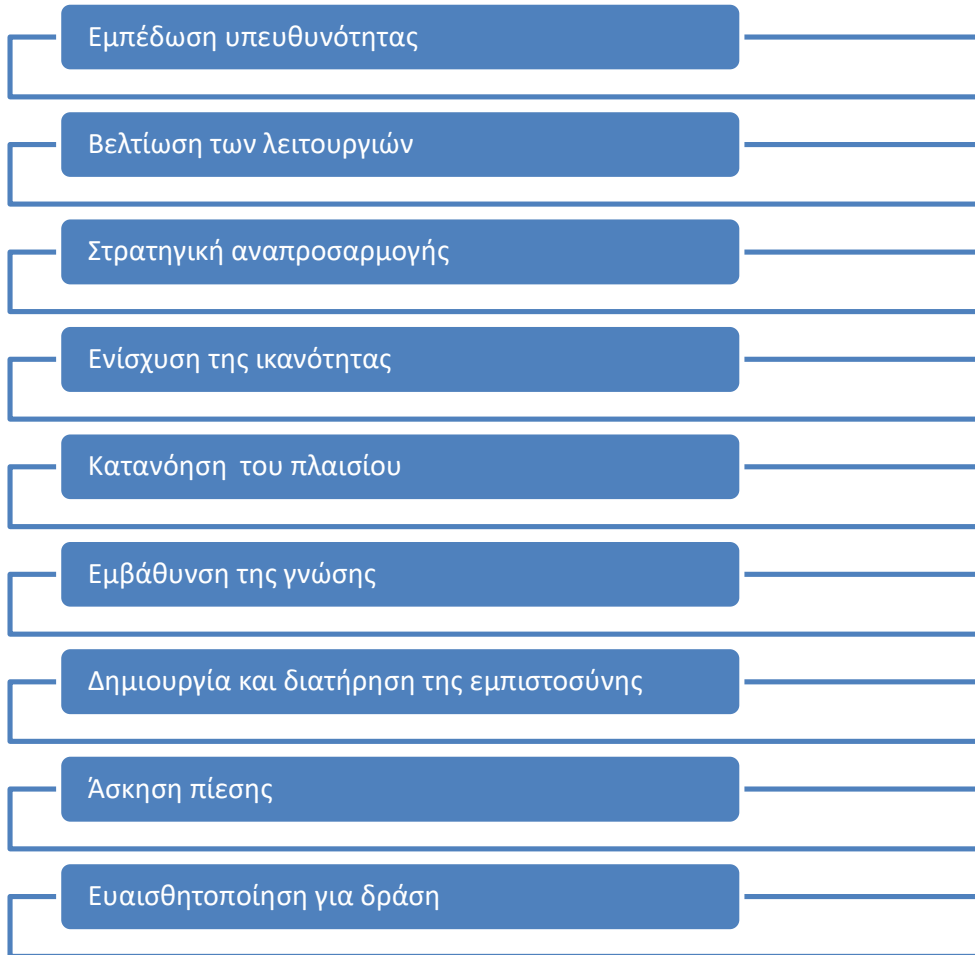 Εμπέδωση υπευθυνότητας
Βελτίωση των λειτουργιών
Στρατηγική αναπροσαρμογής
Ενίσχυση της ικανότητας
Κατανόηση του πλαισίου
Εμβάθυνση της γνώσης
Δημιουργία και διατήρηση της εμπιστοσύνης
Άσκηση πίεσης
Ευαισθητοποίηση για δράση